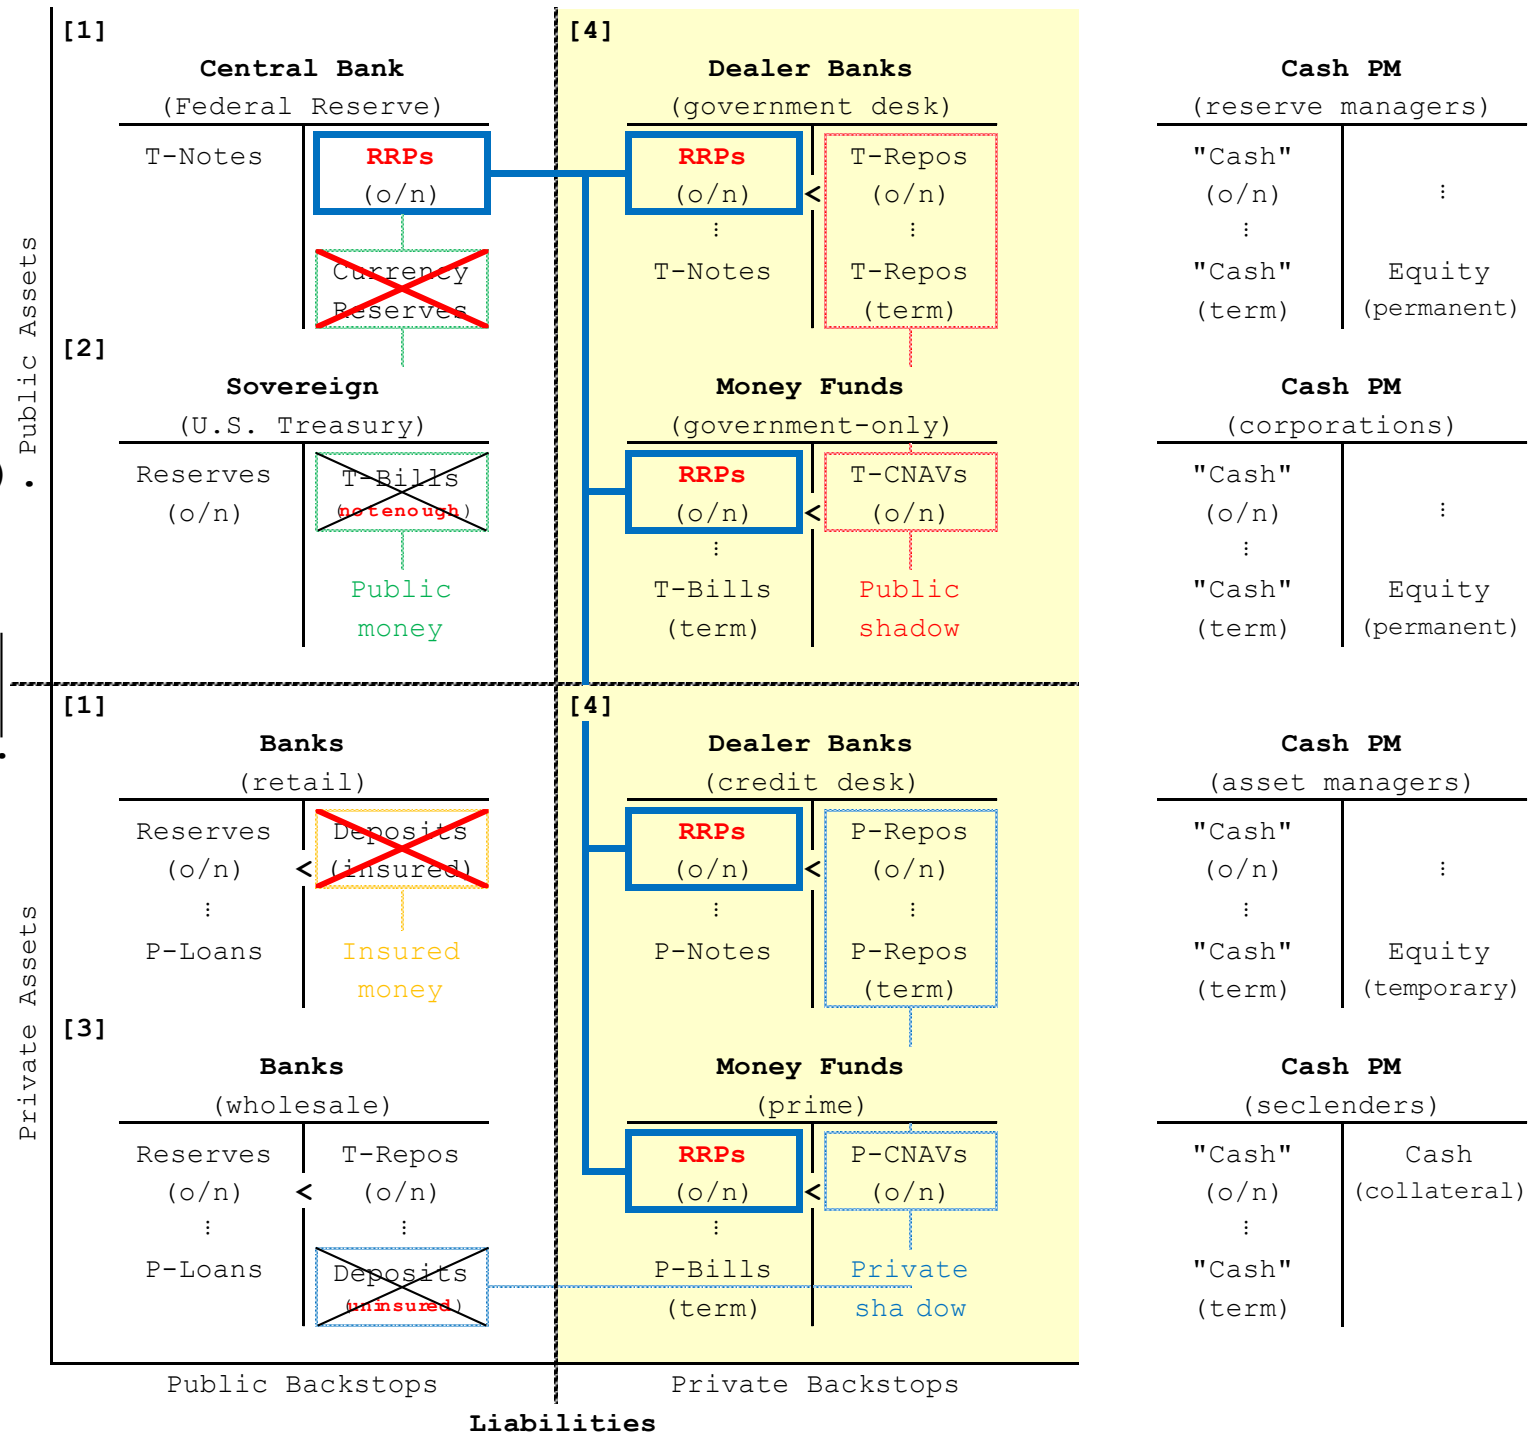 [1]
Central Bank
(Federal Reserve)
T-Notes
RRPs
(o/n)
Currency
Reserves
[2]
Sovereign
(U.S. Treasury)
Reserves
(o/n)
T-Bills
(not enough)
Public
money
[4]
Dealer Banks
(government desk)
RRPs
(o/n)
⋮
T-Notes
<
T-Repos
(o/n)
⋮
T-Repos
(term)
Money Funds
(government-only)
RRPs
(o/n)
⋮
T-Bills
(term)
<
T-CNAVs
(o/n)
Public
shadow
Cash PM
(reserve managers)
"Cash"
(o/n)
⋮
"Cash"
(term)
⋮
Equity
(permanent)
Cash PM
(corporations)
"Cash"
(o/n)
⋮
"Cash"
(term)
⋮
Equity
(permanent)
Public Assets
[1]
Banks
(retail)
Reserves
(o/n)
⋮
P-Loans
<
Deposits
(insured)
Insured
money
[3]
Banks
(wholesale)
Reserves
(o/n)
⋮
P-Loans
<
T-Repos
(o/n)
⋮
Deposits
(uninsured)
[4]
Dealer Banks
(credit desk)
RRPs
(o/n)
⋮
P-Notes
<
P-Repos
(o/n)
⋮
P-Repos
(term)
Money Funds
(prime)
RRPs
(o/n)
⋮
P-Bills
(term)
<
P-CNAVs
(o/n)
Private
sha dow
Cash PM
(asset managers)
"Cash"
(o/n)
⋮
"Cash"
(term)
⋮
Equity
(temporary)
Cash PM
(seclenders)
"Cash"
(o/n)
⋮
"Cash"
(term)
Cash
(collateral)
Private Assets
Public Backstops
Private Backstops
Liabilities